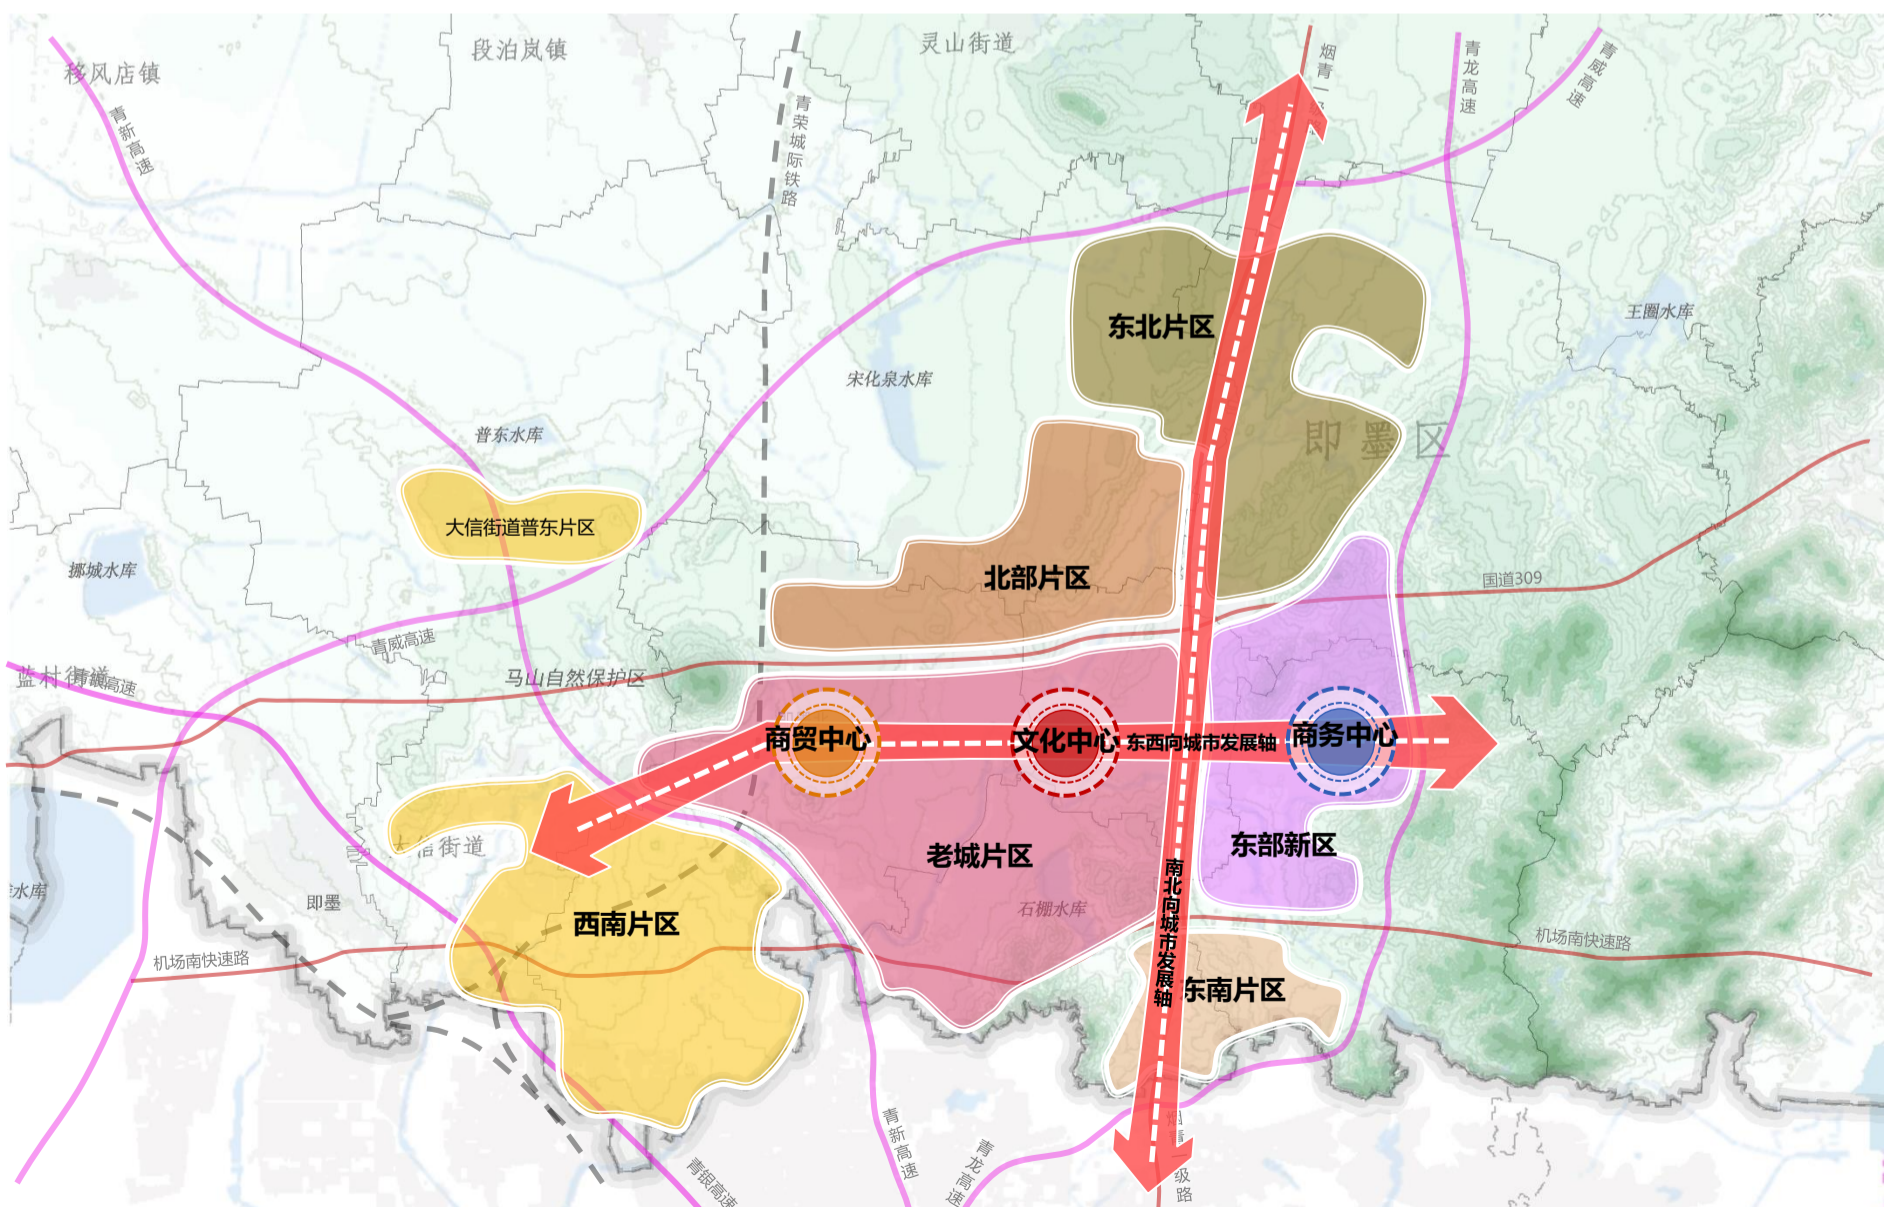 灵山街道
段泊岚镇
移风店镇
烟青一级
青龙高速
青威高速
青新高速
青荣城际铁路
王圈水库
东北片区
宋化泉水库
普东水库
即墨区
大信街道普东片区
挪城水库
北部片区
国道309
青威高速
马山自然保护区
蓝村街道
青银高速
商贸中心
文化中心
东西向城市发展轴
商务中心
大信街道
东部新区
老城片区
南北向城市发展轴
水库
即墨
石棚水库
西南片区
机场南快速路
机场南快速路
东南片区
青新高速
青龙高速
青银高速
烟青一级路